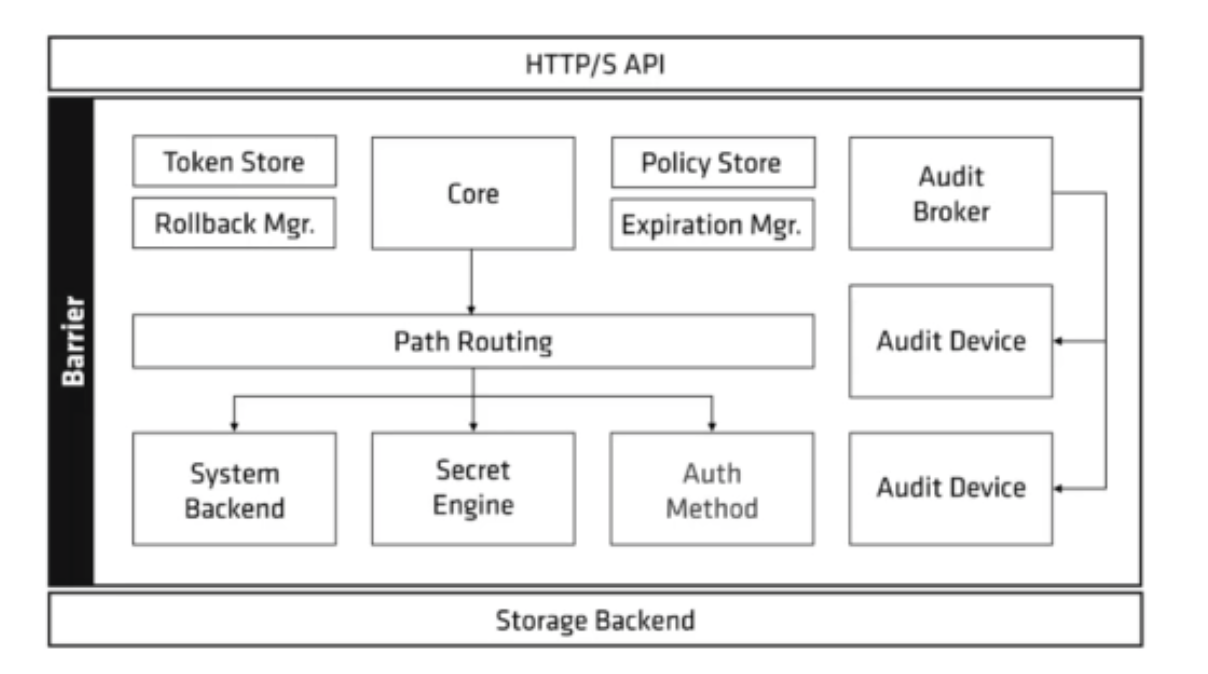 HTTP/S API
Barrier
Token Store
Rollback Mgr.
Core
Policy Store
Expiration Mgr.
Audit
Broker
Path Routing
Audit Device
System
Backend
Secret
Engine
Auth
Method
Audit Device
Storage Backend